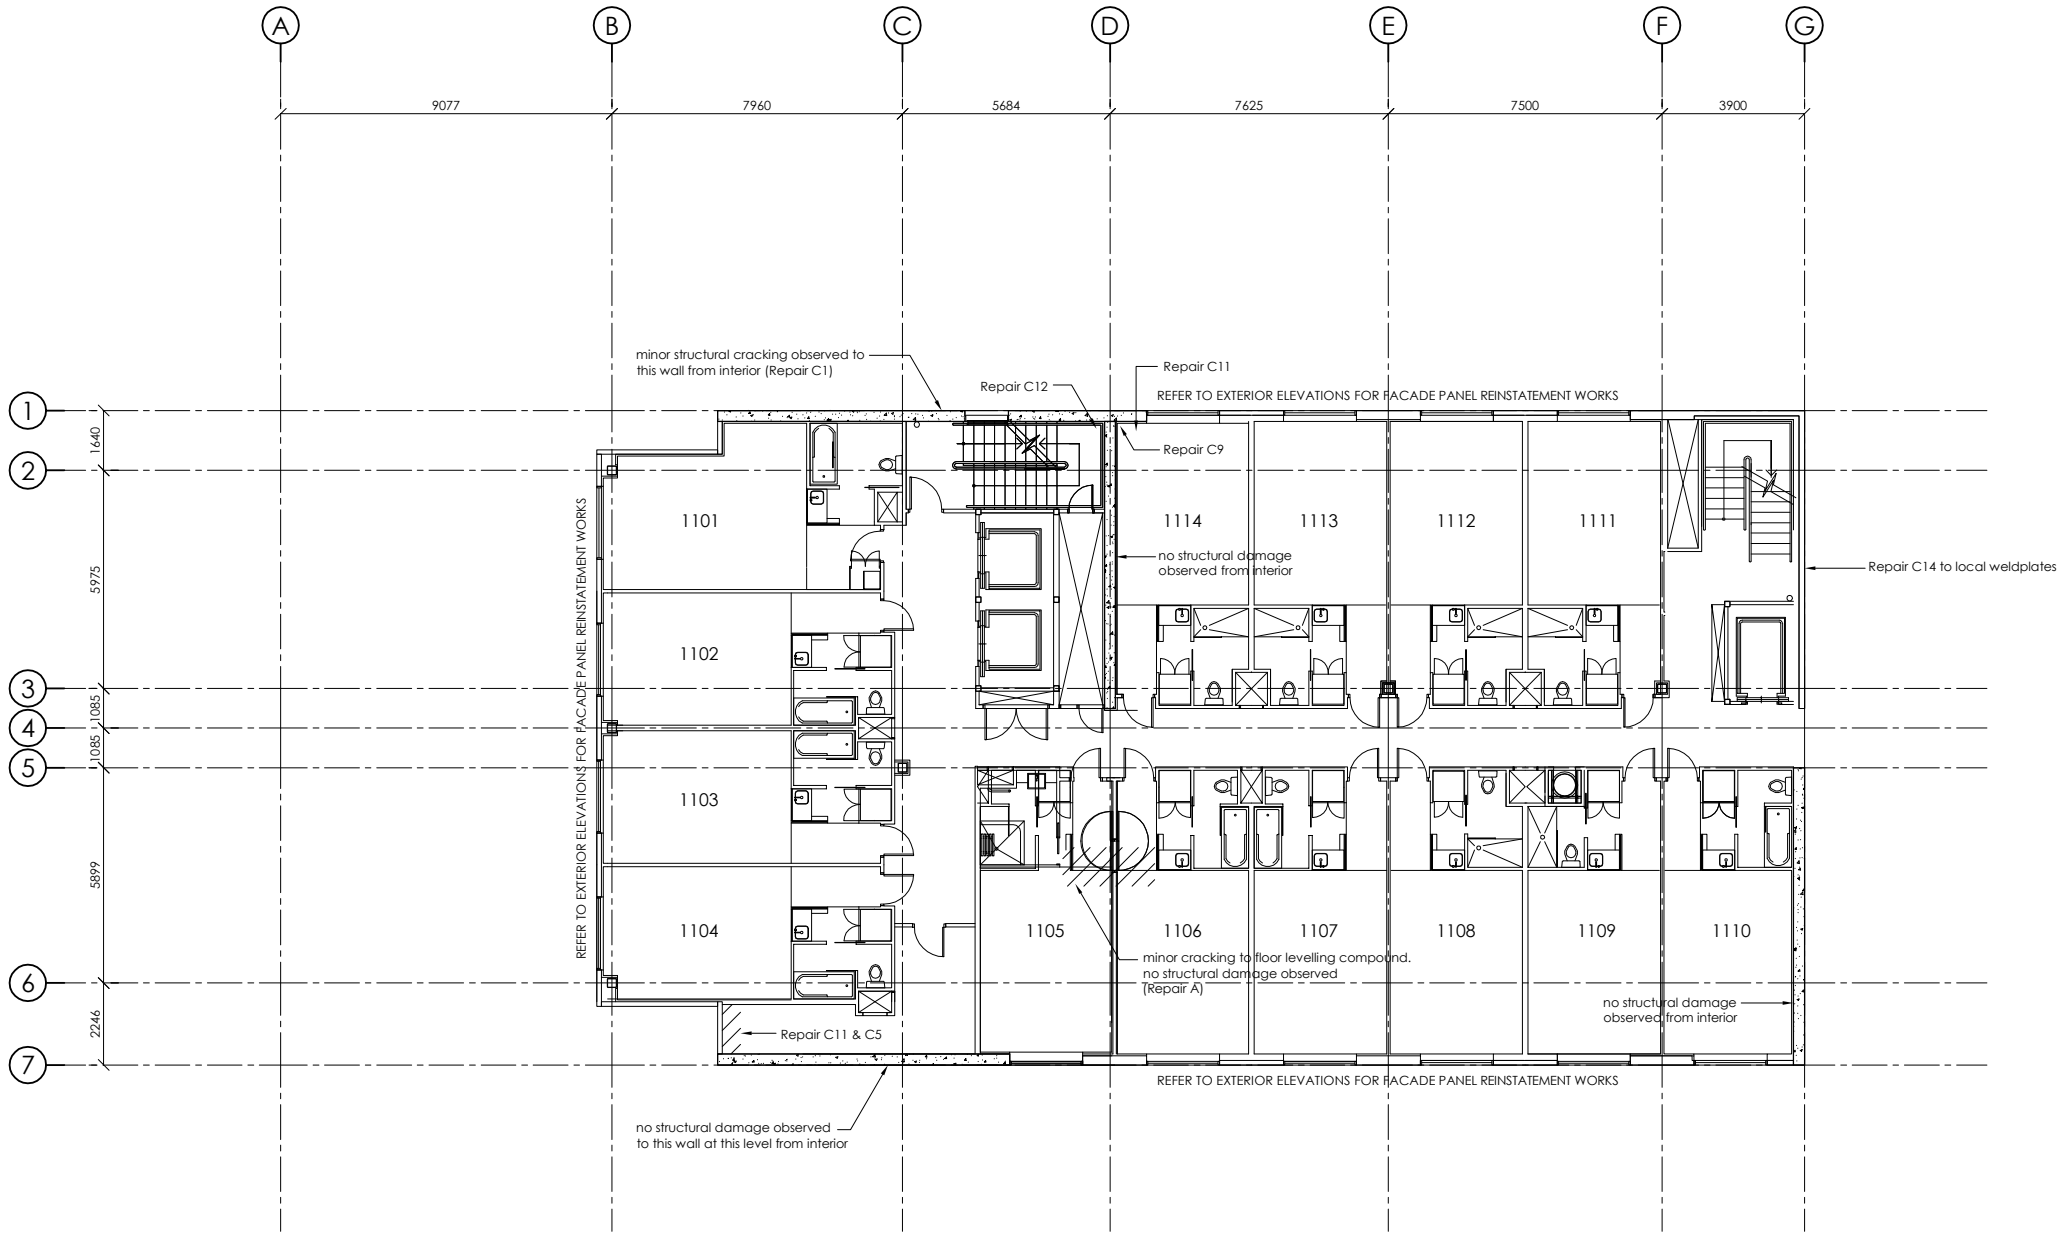 A
B
C
D
E
F
G
9077
7960
5684
7625
7500
3900
minor structural cracking observed to
this wall from interior (Repair C1)
Repair C12
Repair C11
REFER TO EXTERIOR ELEVATIONS FOR FACADE PANEL REINSTATEMENT WORKS
1
1640
Repair C9
2
REFER TO EXTERIOR ELEVATIONS FOR FACADE PANEL REINSTATEMENT WORKS
1101
1114
1113
1112
1111
no structural damage
observed from interior
Repair C14 to local weldplates
5975
1102
3
1085
4
1085
5
1103
5899
1104
1105
1106
1107
1108
1109
1110
minor cracking to floor levelling compound.
no structural damage observed
(Repair A)
6
no structural damage
observed from interior
2246
Repair C11 & C5
7
REFER TO EXTERIOR ELEVATIONS FOR FACADE PANEL REINSTATEMENT WORKS
no structural damage observed
to this wall at this level from interior